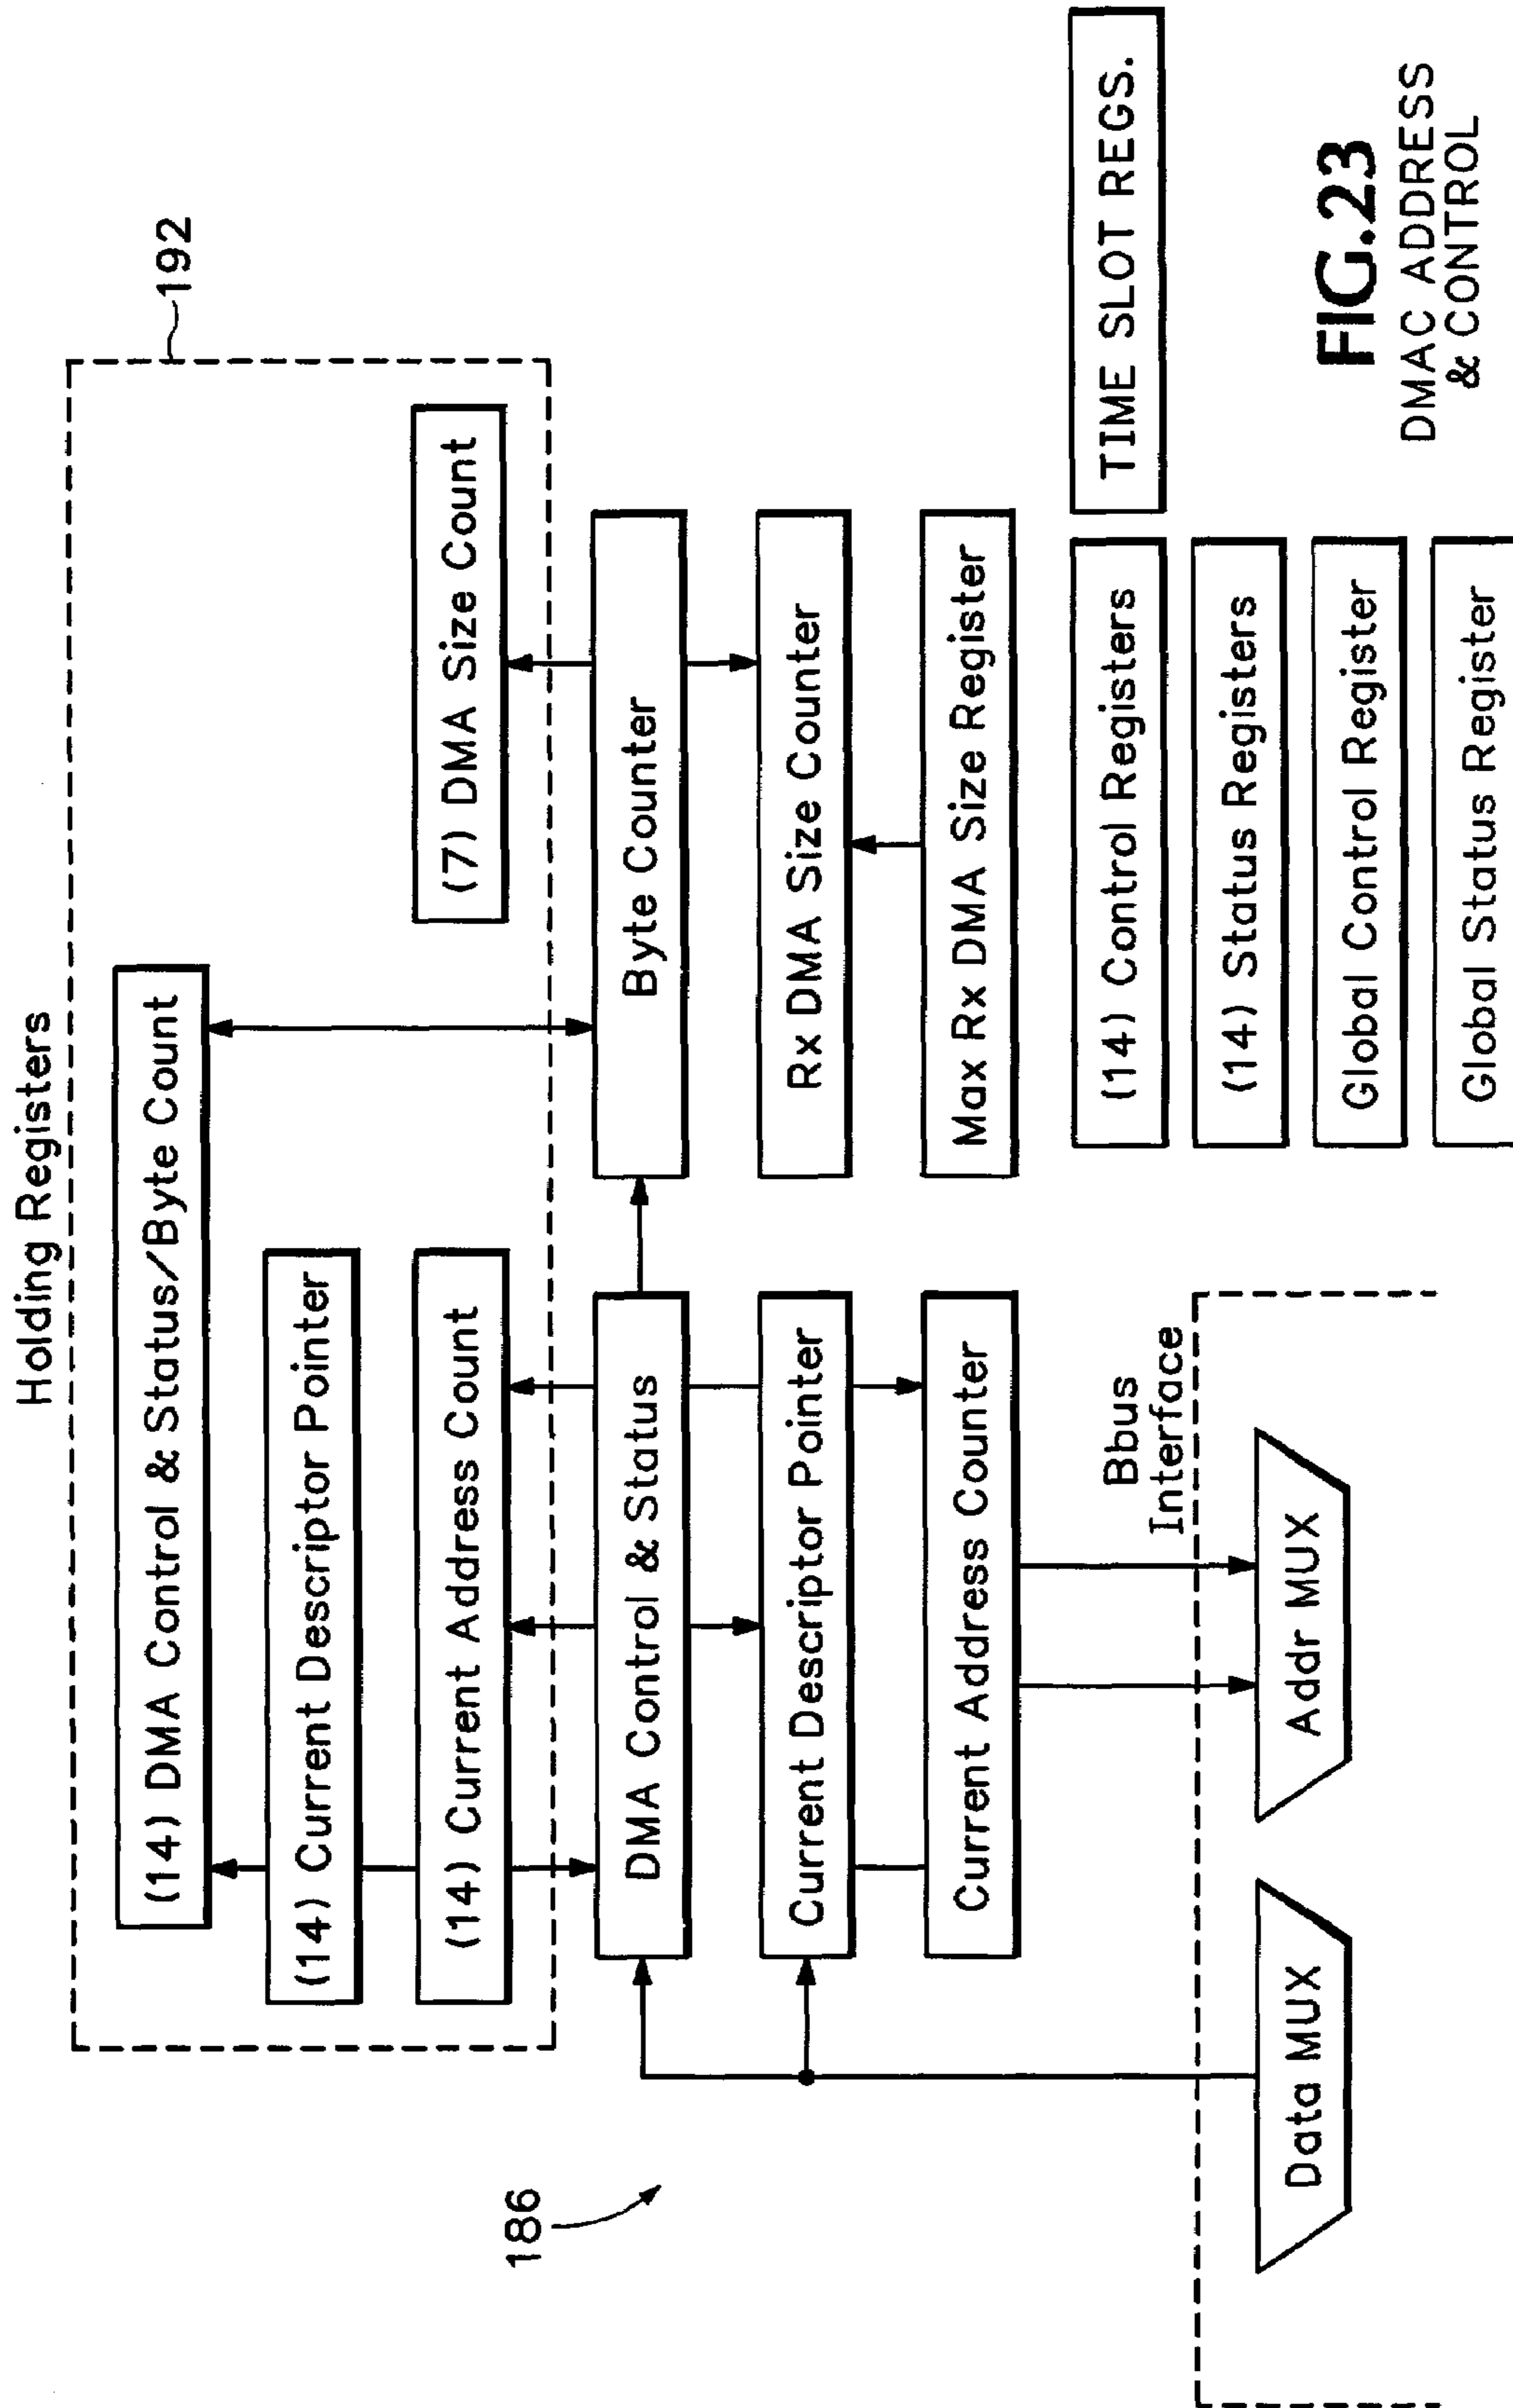 Holding Registers
192
(14) DMA Control & Status/Byte Count
(14) Current Descriptor Pointer
(14) Current Address Count
(7) DMA Size Count
186
DMA Control & Status
Byte Counter
Current Descriptor Pointer
Rx DMA Size Counter
Current Address Counter
Max Rx DMA Size Register
Bbus
Interface
Data MUX
Addr MUX
(14) Control Registers
TIME SLOT REGS.
(14) Status Registers
Global Control Register
Global Status Register
FIG.23
DMAC ADDRESS
& CONTROL